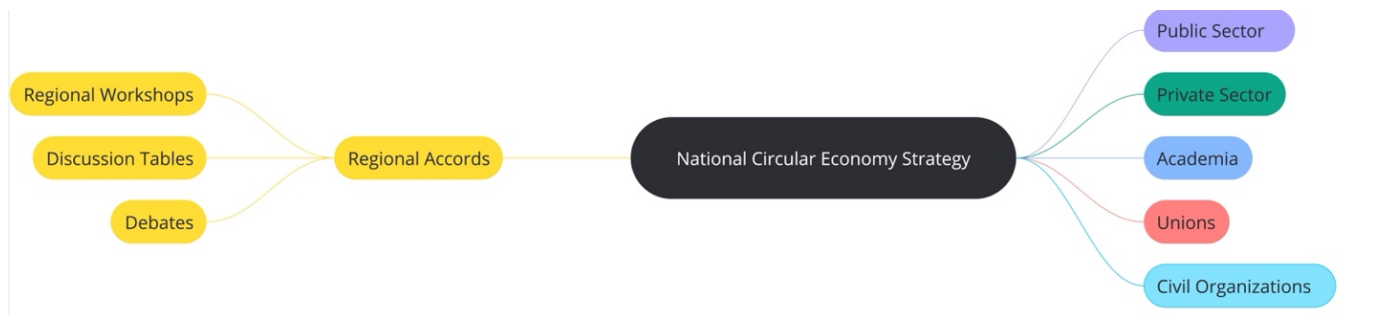 Regional Workshops
Discussion Tables
Debates
Regional Accords
National Circular Economy Strategy
Public Sector
Private Sector
Academia
Unions
Civil Organizations